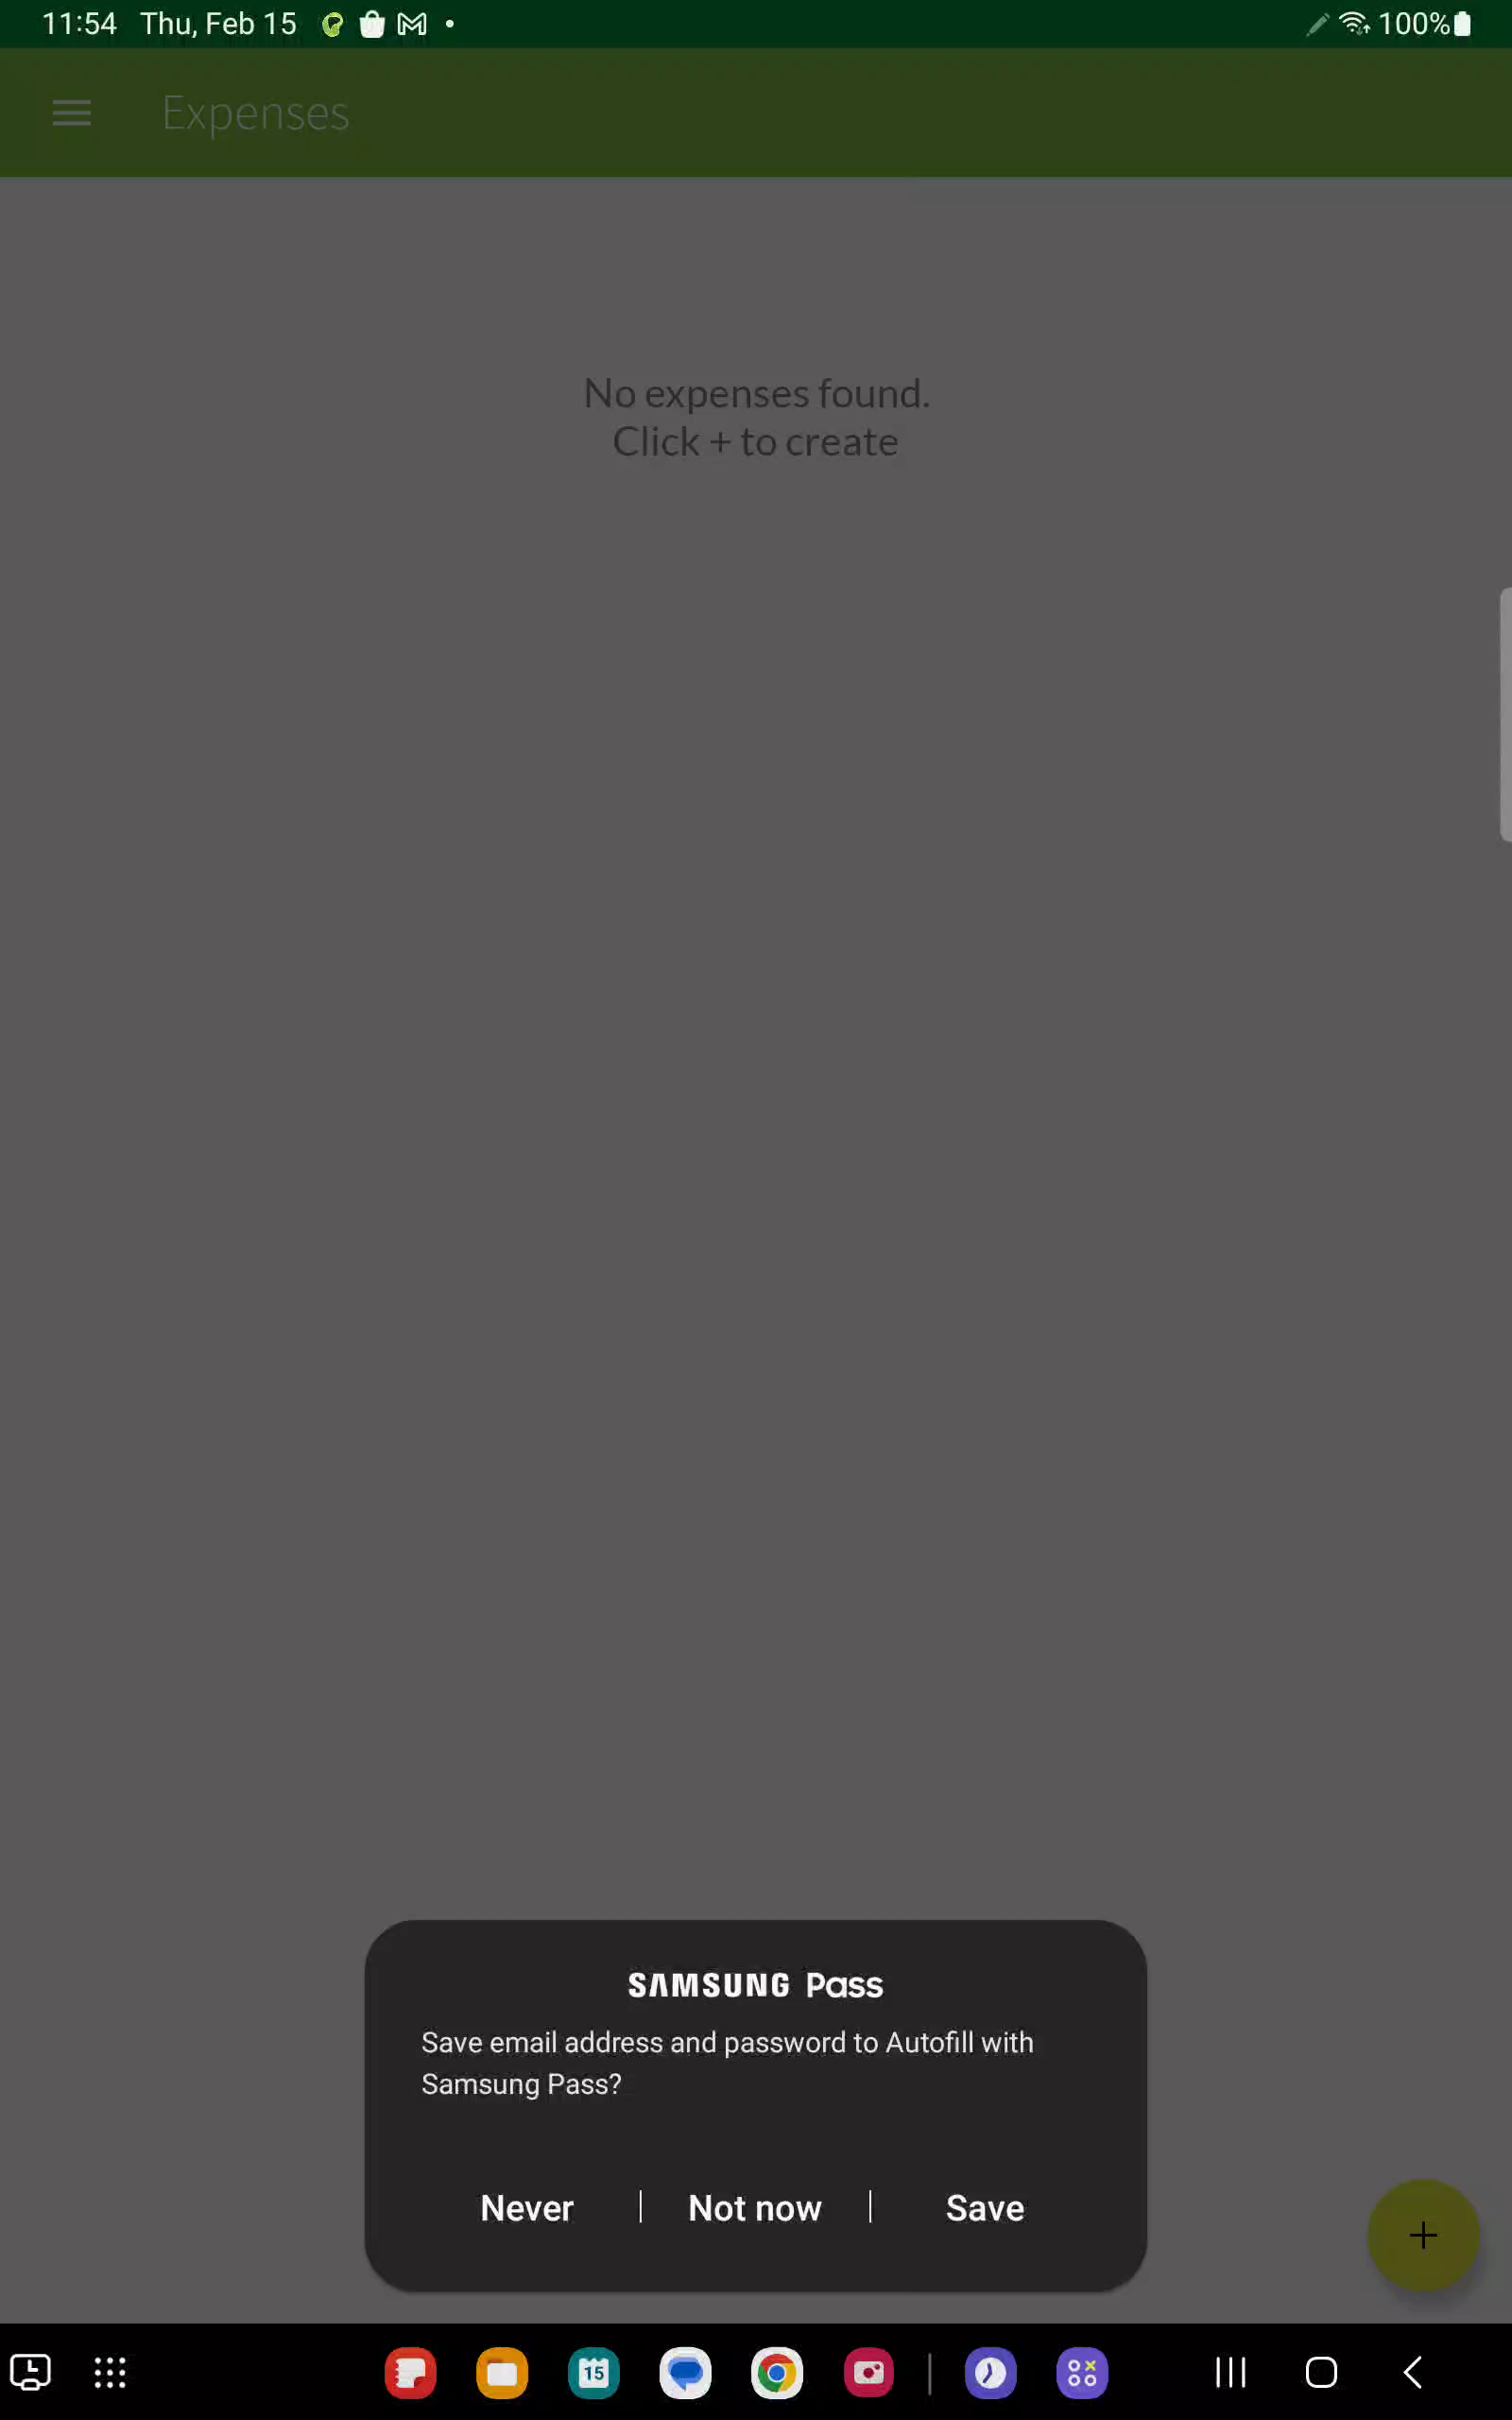 11:54 Thu, Feb 15
100%
Expenses
No expenses found.
Click + to create
SAMSUNG Pass
Save email address and password to Autofill with
Samsung Pass?
Never | Not now | Save
+
15